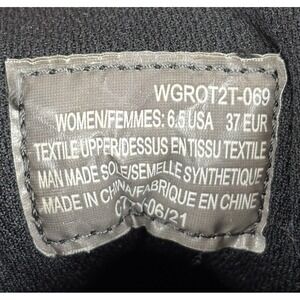 WGROT2T-069
WOMEN/FEMMES: 6.5 USA 37 EUR
TEXTILE UPPER/DESSUS EN TISSU TEXTILE
MAN MADE SOLE/SEMELLE SYNTHETIQUE
MADE IN CHINA/FABRIQUE EN CHINE
06/21